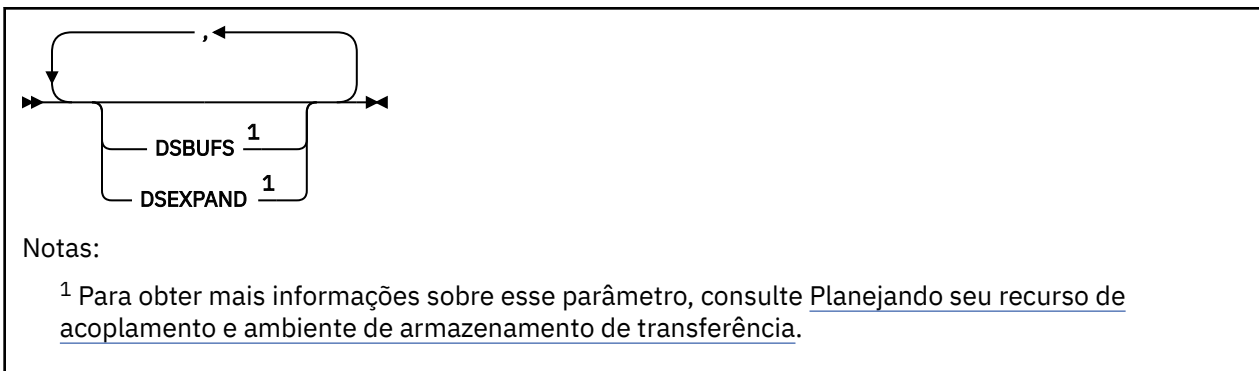 ,
DSBUFS 1
DSEXPAND 1
Notas:
1 Para obter mais informações sobre esse parâmetro, consulte Planejando seu recurso de
acoplamento e ambiente de armazenamento de transferência.